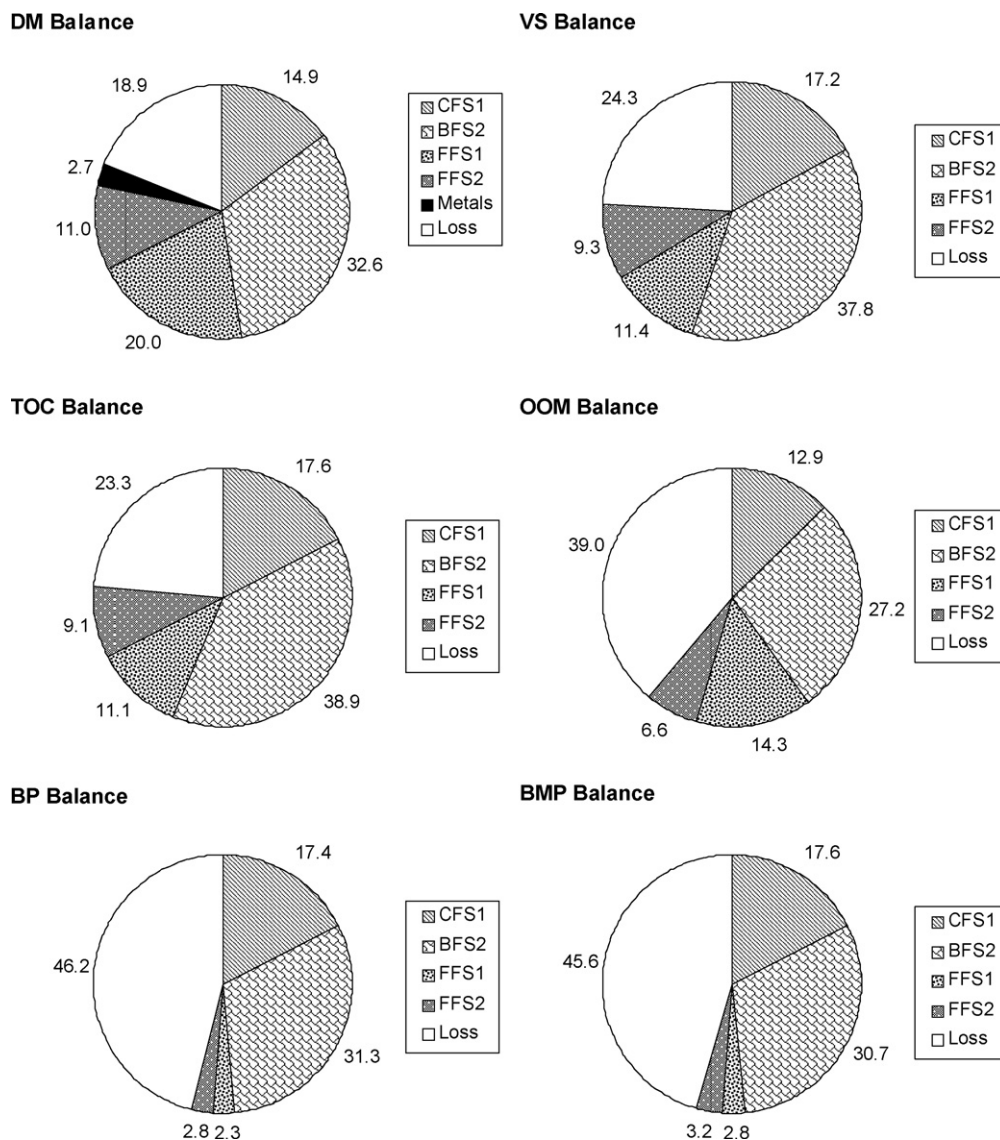 DM Balance
18.9
14.9
2.7
11.0
32.6
20.0
CFS1
BFS2
FFS1
FFS2
Metals
Loss
VS Balance
24.3
17.2
9.3
11.4
37.8
CFS1
BFS2
FFS1
FFS2
Loss
TOC Balance
23.3
17.6
9.1
11.1
38.9
CFS1
BFS2
FFS1
FFS2
Loss
OOM Balance
12.9
39.0
27.2
6.6
14.3
CFS1
BFS2
FFS1
FFS2
Loss
BP Balance
17.4
46.2
31.3
2.8
2.3
CFS1
BFS2
FFS1
FFS2
Loss
BMP Balance
17.6
45.6
30.7
3.2
2.8
CFS1
BFS2
FFS1
FFS2
Loss